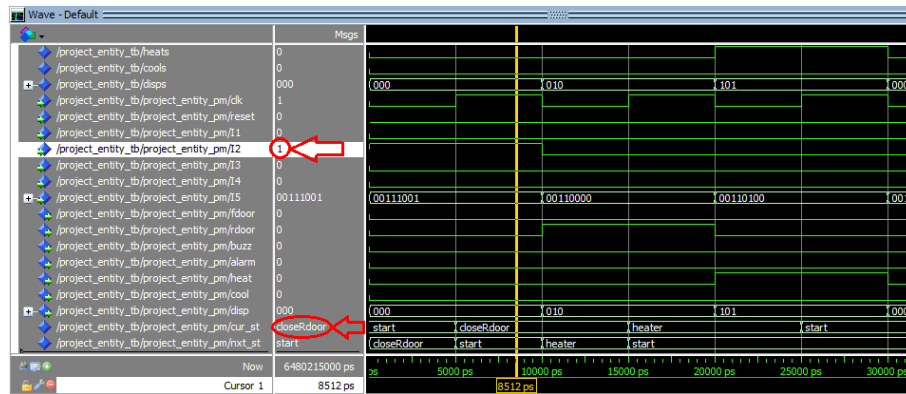 Wave - Default
Msgs
/project_entity_tb/heats 0
/project_entity_tb/cools 0
/project_entity_tb/disps 000 000 010 101 000
/project_entity_tb/project_entity_pm/clk 1
/project_entity_tb/project_entity_pm/reset 0
/project_entity_tb/project_entity_pm/I1 0
/project_entity_tb/project_entity_pm/I2 1
/project_entity_tb/project_entity_pm/I3 0
/project_entity_tb/project_entity_pm/I4 0
/project_entity_tb/project_entity_pm/I5 00111001 00111001 00110000 00110100 001
/project_entity_tb/project_entity_pm/fdoor 0
/project_entity_tb/project_entity_pm/rdoor 0
/project_entity_tb/project_entity_pm/buzz 0
/project_entity_tb/project_entity_pm/alarm 0
/project_entity_tb/project_entity_pm/heat 0
/project_entity_tb/project_entity_pm/cool 0
/project_entity_tb/project_entity_pm/disp 000 000 010 101 000
/project_entity_tb/project_entity_pm/cur_st closeRdoor start closeRdoor heater start
/project_entity_tb/project_entity_pm/nxt_st start closeRdoor start heater start
Now 6480215000 ps ps 5000 ps 10000 ps 15000 ps 20000 ps 25000 ps 30000 ps
Cursor 1 8512 ps 8512 ps